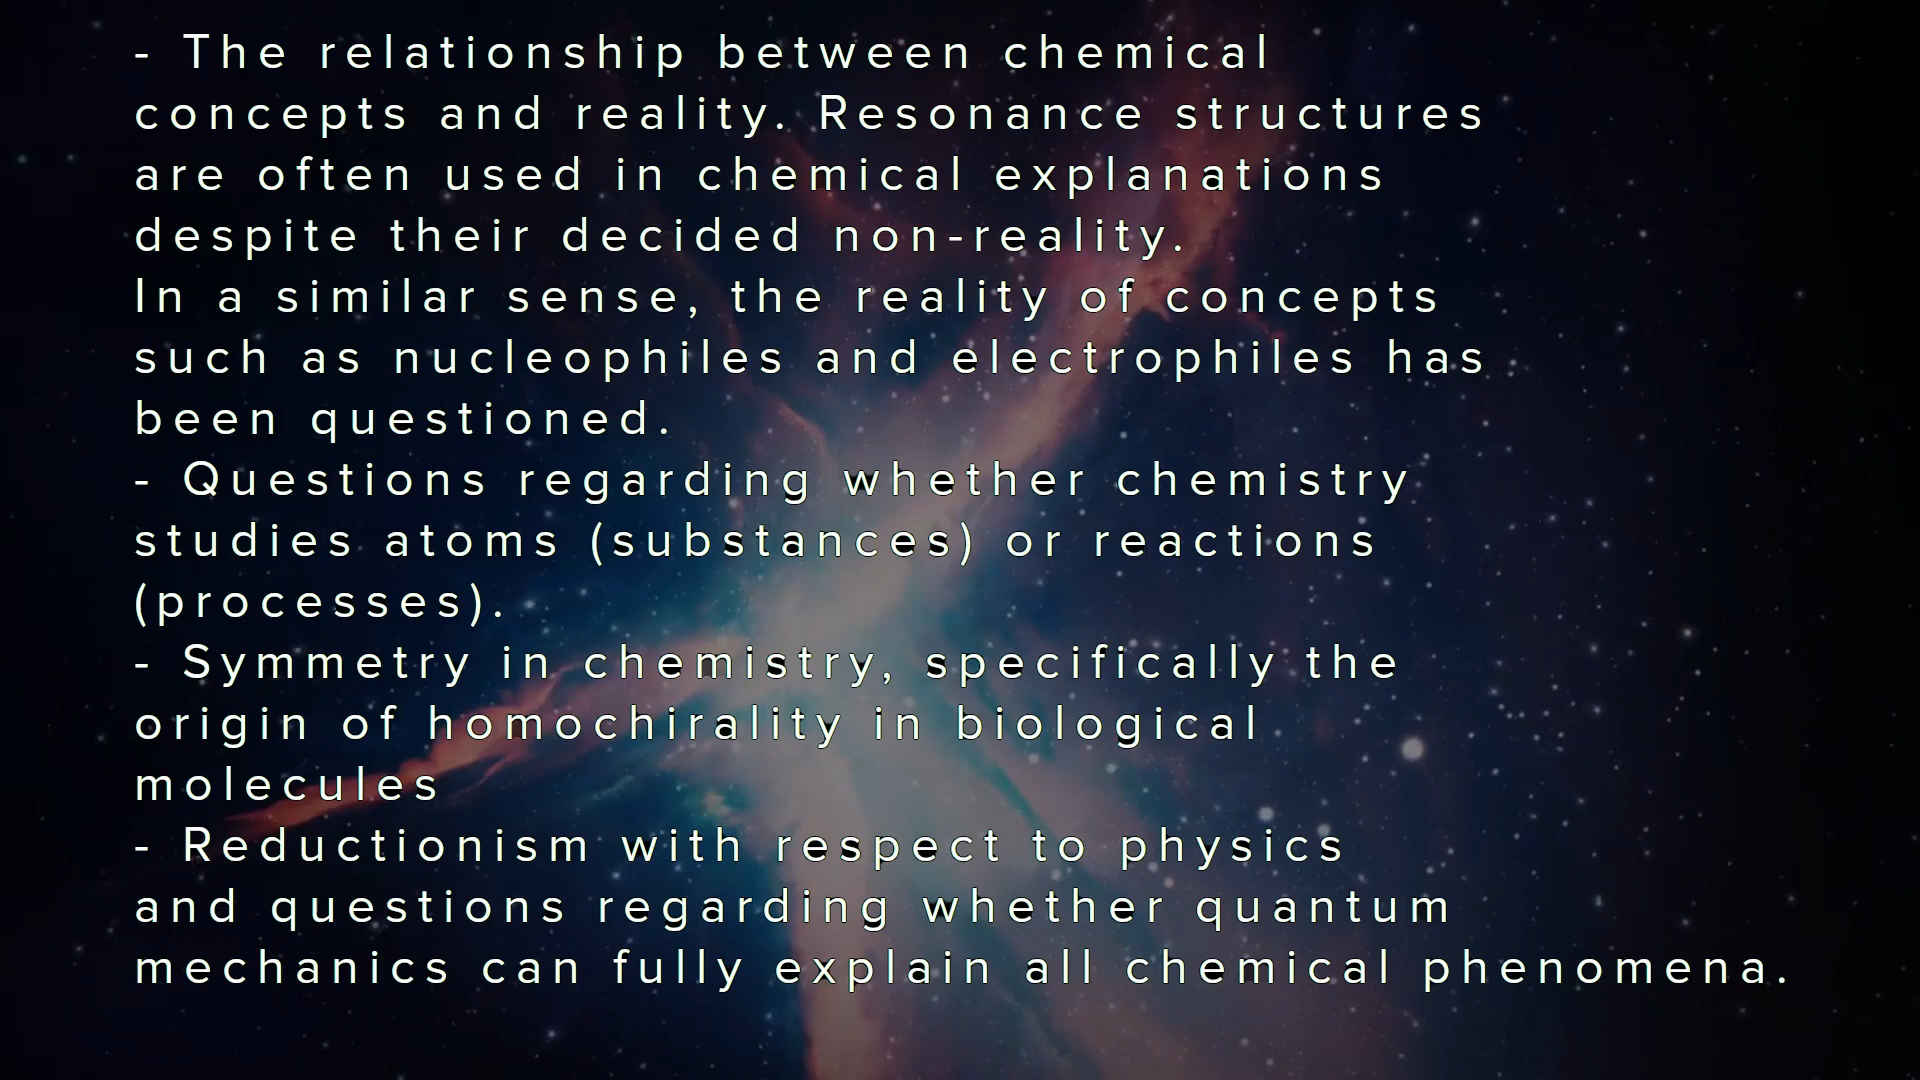 - The relationship between chemical
concepts and reality. Resonance structures
are often used in chemical explanations
despite their decided non-reality.
In a similar sense, the reality of concepts
such as nucleophiles and electrophiles has
been questioned.
- Questions regarding whether chemistry
studies atoms (substances) or reactions
(processes).
- Symmetry in chemistry, specifically the
origin of homochirality in biological
molecules
- Reductionism with respect to physics
and questions regarding whether quantum
mechanics can fully explain all chemical phenomena.